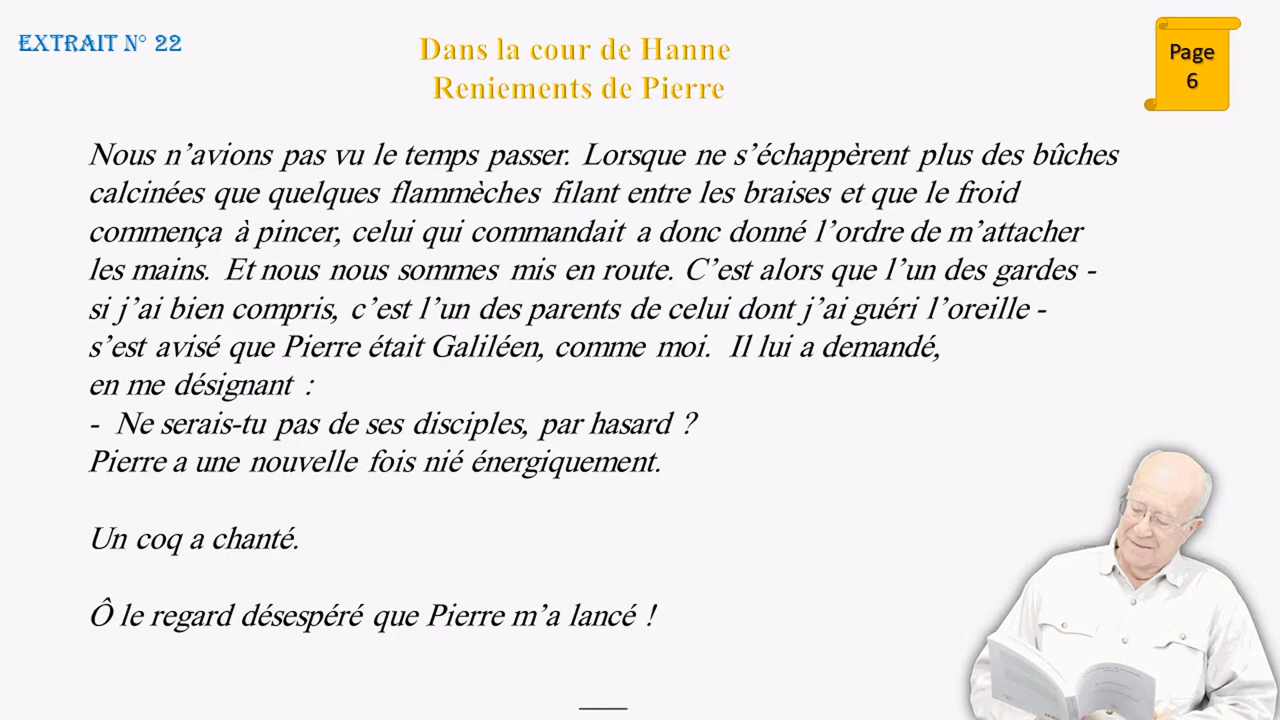 EXTRAIT N° 22
Dans la cour de Hanne
Reniements de Pierre
Page
6
Nous n’avions pas vu le temps passer. Lorsque ne s’échappèrent plus des bûches
calcinées que quelques flammèches filant entre les braises et que le froid
commença à pincer, celui qui commandait a donc donné l’ordre de m’attacher
les mains. Et nous nous sommes mis en route. C’est alors que l’un des gardes -
si j’ai bien compris, c’est l’un des parents de celui dont j’ai guéri l’oreille -
s’est avisé que Pierre était Galiléen, comme moi. Il lui a demandé,
en me désignant :
- Ne serais-tu pas de ses disciples, par hasard ?
Pierre a une nouvelle fois nié énergiquement.
Un coq a chanté.
Ô le regard désespéré que Pierre m’a lancé !